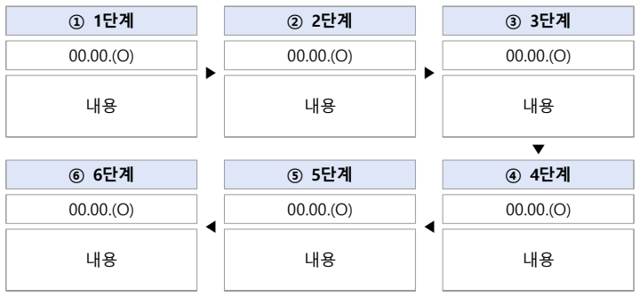 ① 1단계
00.00.(O)
내용
② 2단계
00.00.(O)
내용
③ 3단계
00.00.(O)
내용
④ 4단계
00.00.(O)
내용
⑤ 5단계
00.00.(O)
내용
⑥ 6단계
00.00.(O)
내용